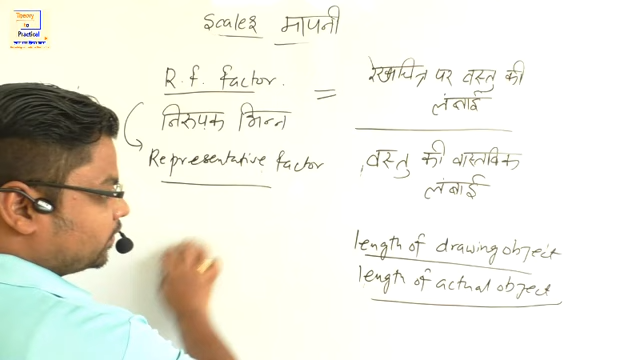 Theory
to
Practical
Scales मापनी
R.f. factor.
निरुपक भिन्न
Representative factor
=
रेखाचित्र पर वस्तु की
लंबाई
वस्तु की वास्तविक
लंबाई
length of drawing object
length of actual object